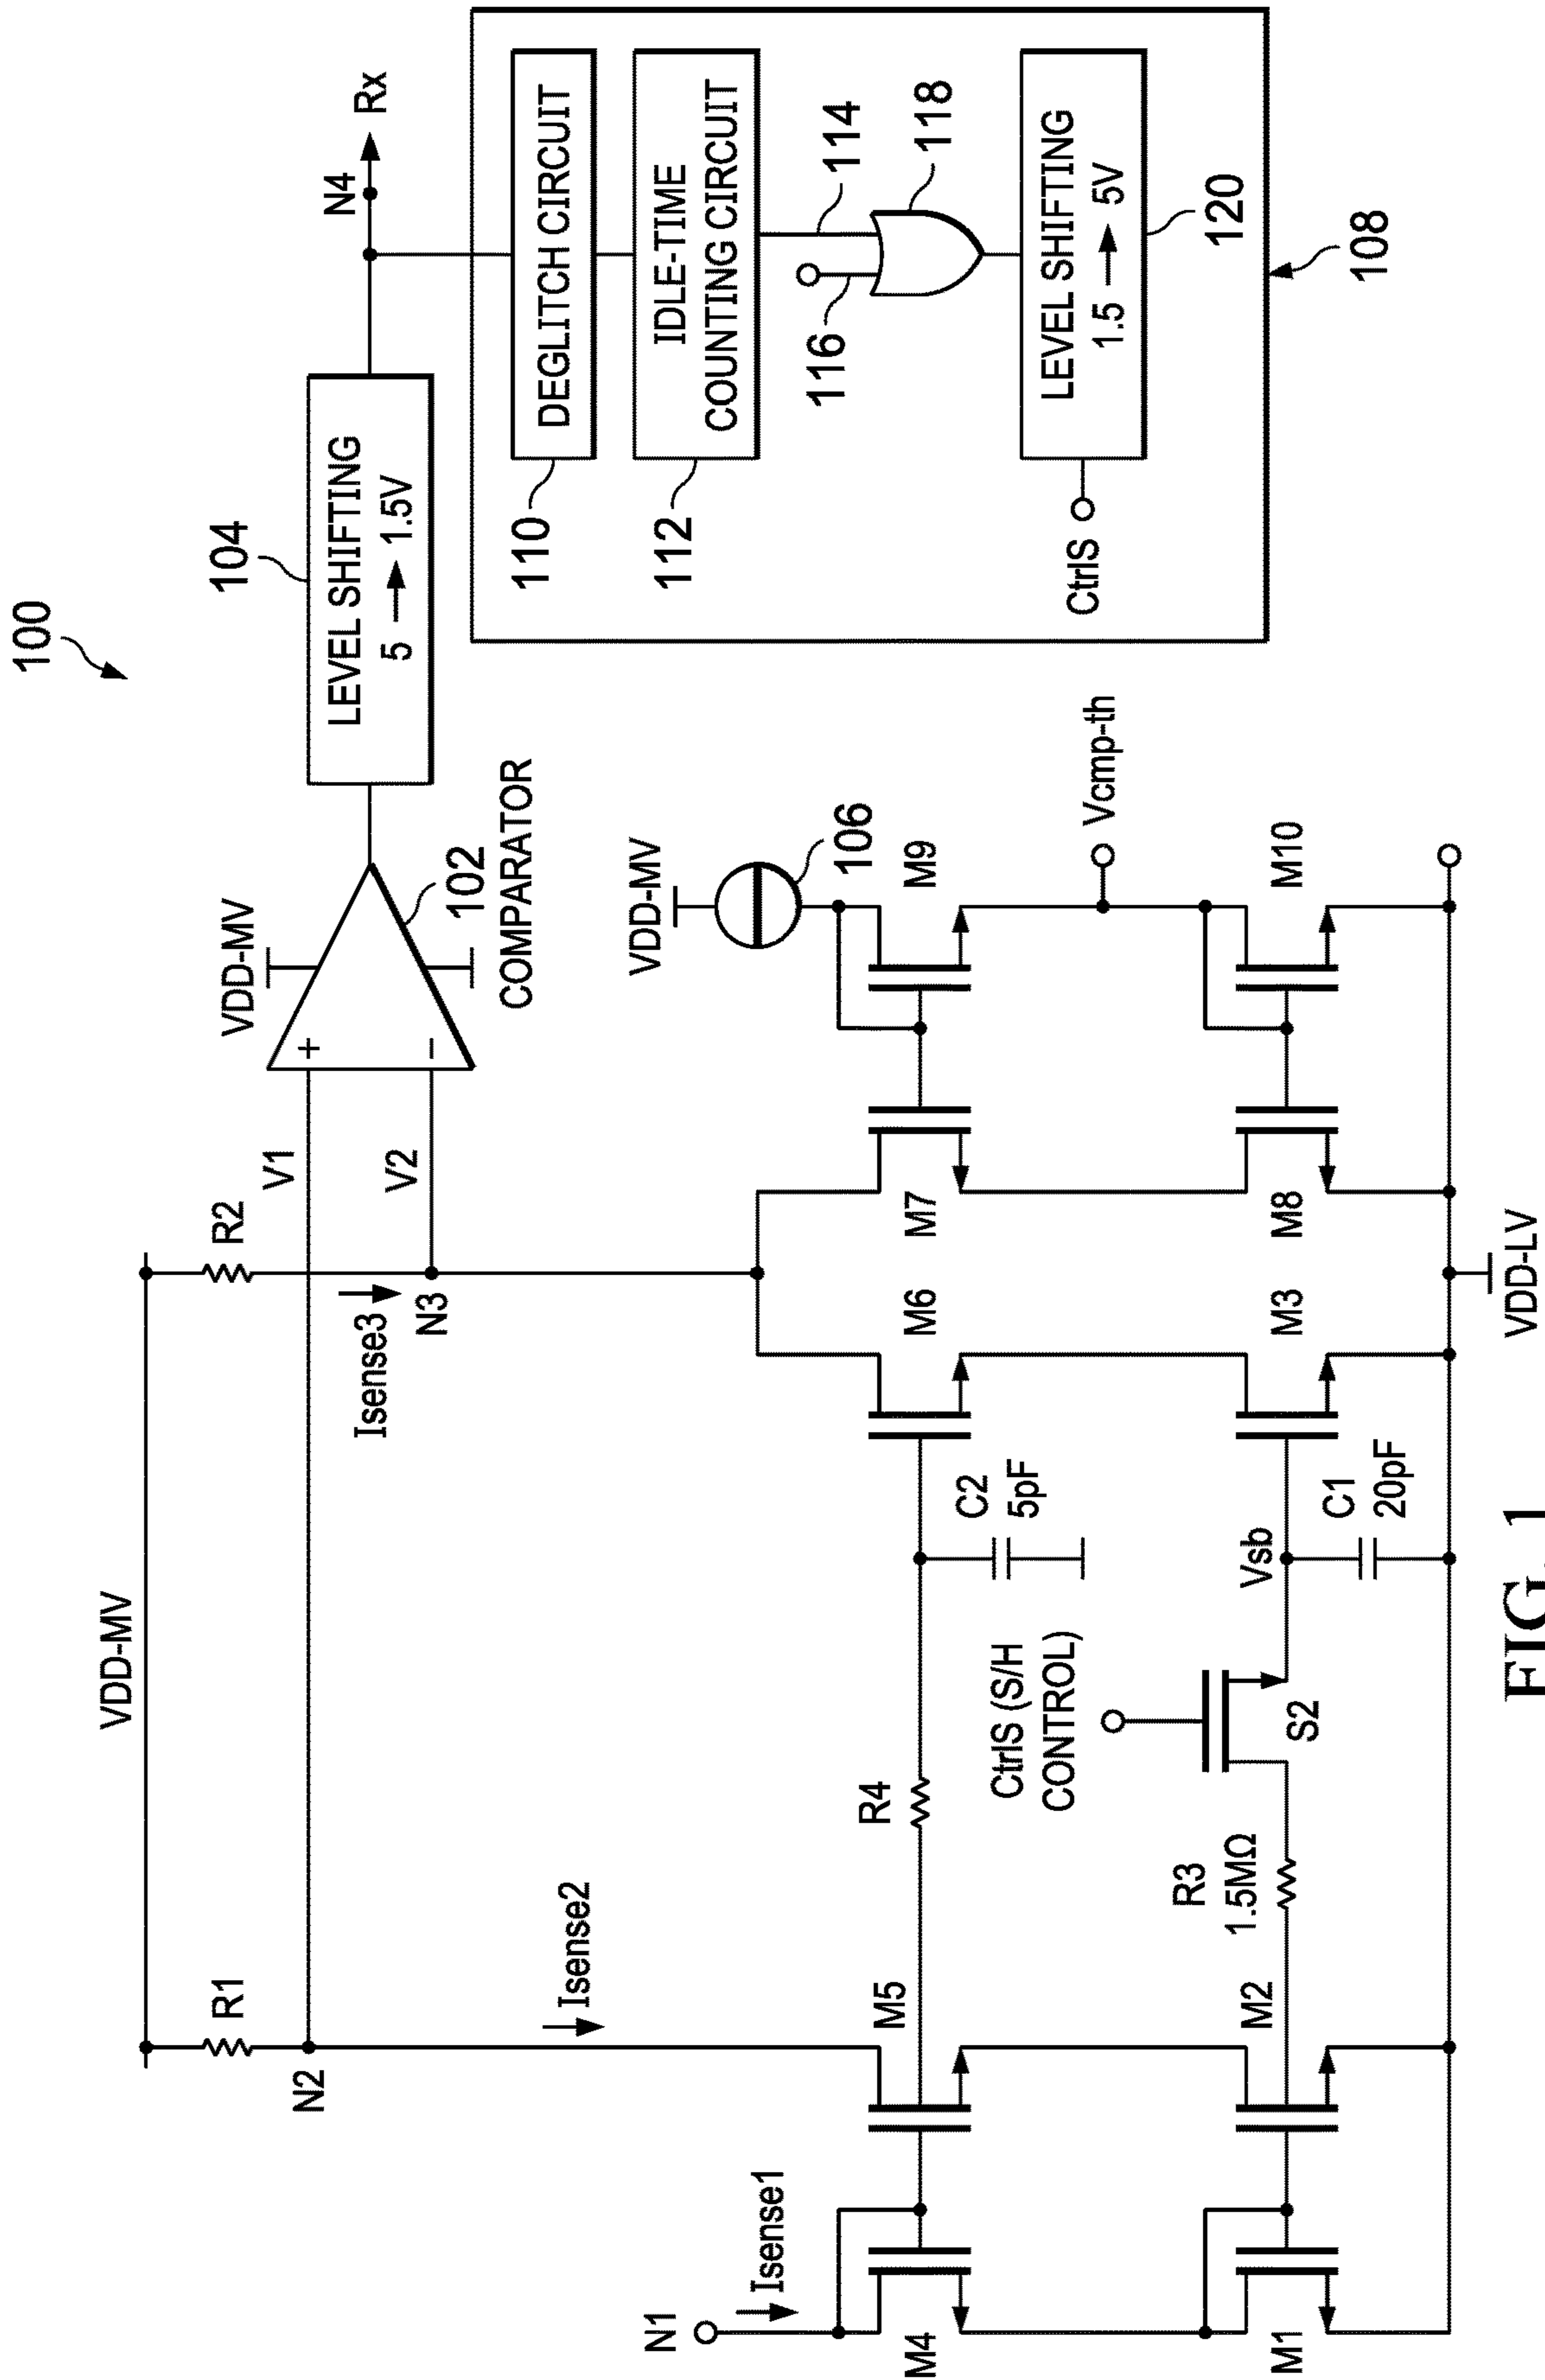 100
VDD-MV
R1
R2
N2
V1
V2
N3
Isense2
Isense3
VDD-MV
+
−
102
COMPARATOR
104
LEVEL SHIFTING
5 → 1.5V
N4
Rx
N1
Isense1
M4
M5
R4
C2
5pF
M6
M7
M9
VDD-MV
106
CtrlS (S/H
CONTROL)
Vcmp-th
M1
M2
R3
1.5MΩ
S2
Vsb
C1
20pF
M3
M8
M10
VDD-LV
110
DEGLITCH CIRCUIT
112
IDLE-TIME
COUNTING CIRCUIT
116
114
118
CtrlS
LEVEL SHIFTING
1.5 → 5V
120
108
FIG. 1